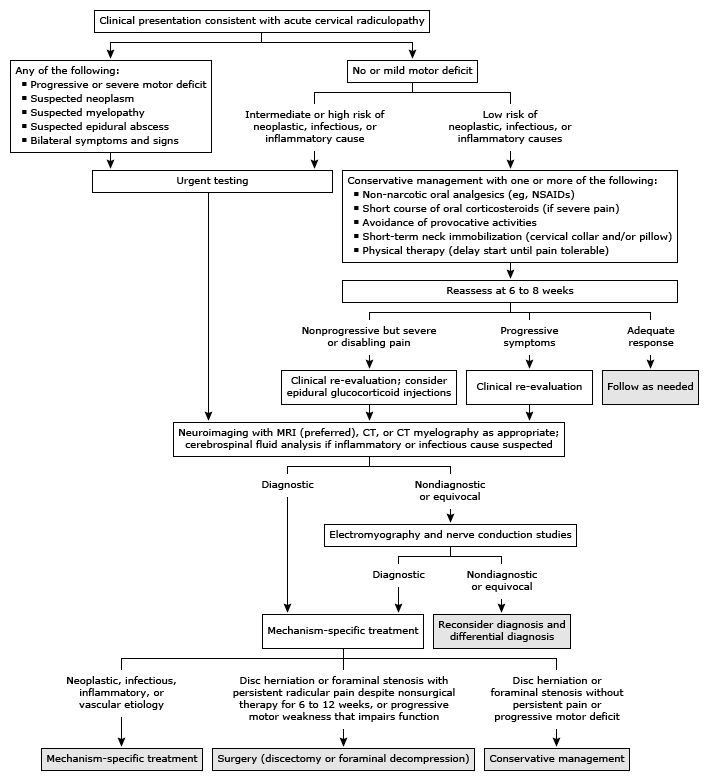 Clinical presentation consistent with acute cervical radiculopathy
Any of the following:
▪ Progressive or severe motor deficit
▪ Suspected neoplasm
▪ Suspected myelopathy
▪ Suspected epidural abscess
▪ Bilateral symptoms and signs
No or mild motor deficit
Intermediate or high risk of
neoplastic, infectious, or
inflammatory cause
Low risk of
neoplastic, infectious, or
inflammatory causes
Urgent testing
Conservative management with one or more of the following:
▪ Non-narcotic oral analgesics (eg, NSAIDs)
▪ Short course of oral corticosteroids (if severe pain)
▪ Avoidance of provocative activities
▪ Short-term neck immobilization (cervical collar and/or pillow)
▪ Physical therapy (delay start until pain tolerable)
Reassess at 6 to 8 weeks
Nonprogressive but severe
or disabling pain
Progressive
symptoms
Adequate
response
Clinical re-evaluation; consider
epidural glucocorticoid injections
Clinical re-evaluation
Follow as needed
Neuroimaging with MRI (preferred), CT, or CT myelography as appropriate;
cerebrospinal fluid analysis if inflammatory or infectious cause suspected
Diagnostic
Nondiagnostic
or equivocal
Electromyography and nerve conduction studies
Diagnostic
Nondiagnostic
or equivocal
Mechanism-specific treatment
Reconsider diagnosis and
differential diagnosis
Neoplastic, infectious,
inflammatory, or
vascular etiology
Disc herniation or foraminal stenosis with
persistent radicular pain despite nonsurgical
therapy for 6 to 12 weeks, or progressive
motor weakness that impairs function
Disc herniation or
foraminal stenosis without
persistent pain or
progressive motor deficit
Mechanism-specific treatment
Surgery (discectomy or foraminal decompression)
Conservative management